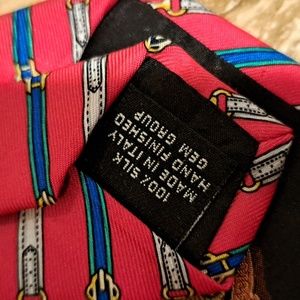 100% SILK
MADE IN ITALY
HAND FINISHED
GEM GROUP